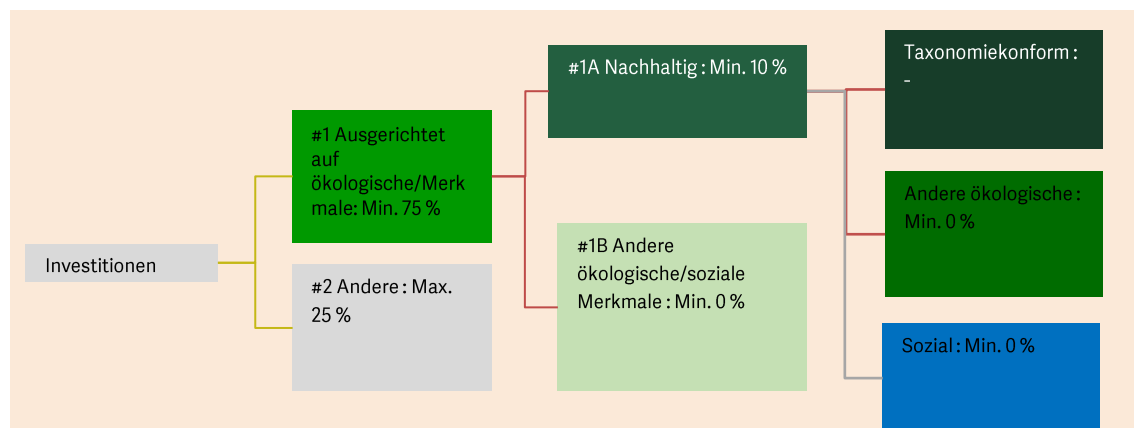 Investitionen
#1 Ausgerichtet
auf
ökologische/Merk
male: Min. 75 %
#2 Andere : Max.
25 %
#1A Nachhaltig : Min. 10 %
#1B Andere
ökologische/soziale
Merkmale : Min. 0 %
Taxonomiekonform :
-
Andere ökologische :
Min. 0 %
Sozial : Min. 0 %